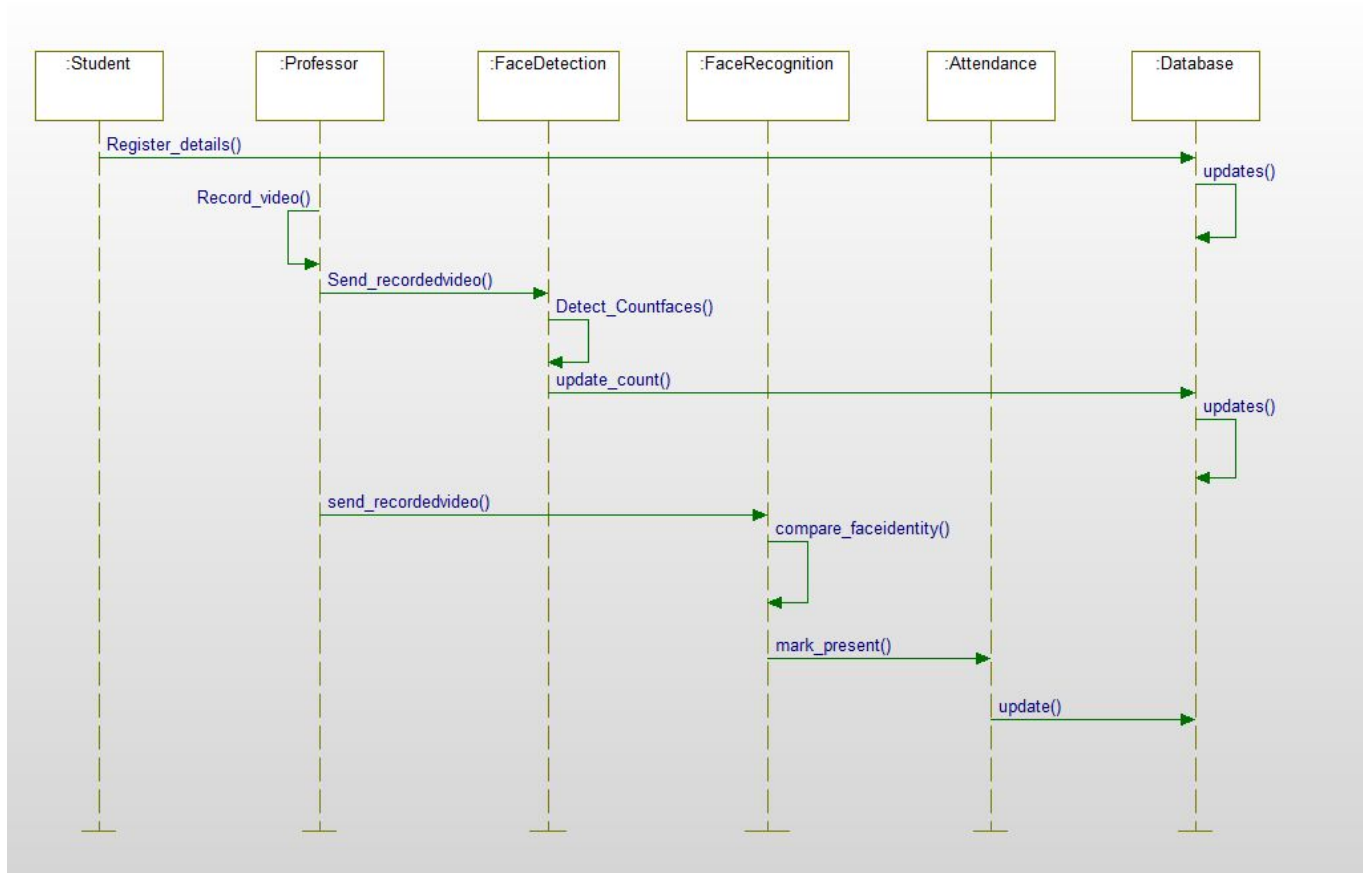 :Student
:Professor
:FaceDetection
:FaceRecognition
:Attendance
:Database
Register_details()
updates()
Record_video()
Send_recordedvideo()
Detect_Countfaces()
update_count()
updates()
send_recordedvideo()
compare_faceidentity()
mark_present()
update()